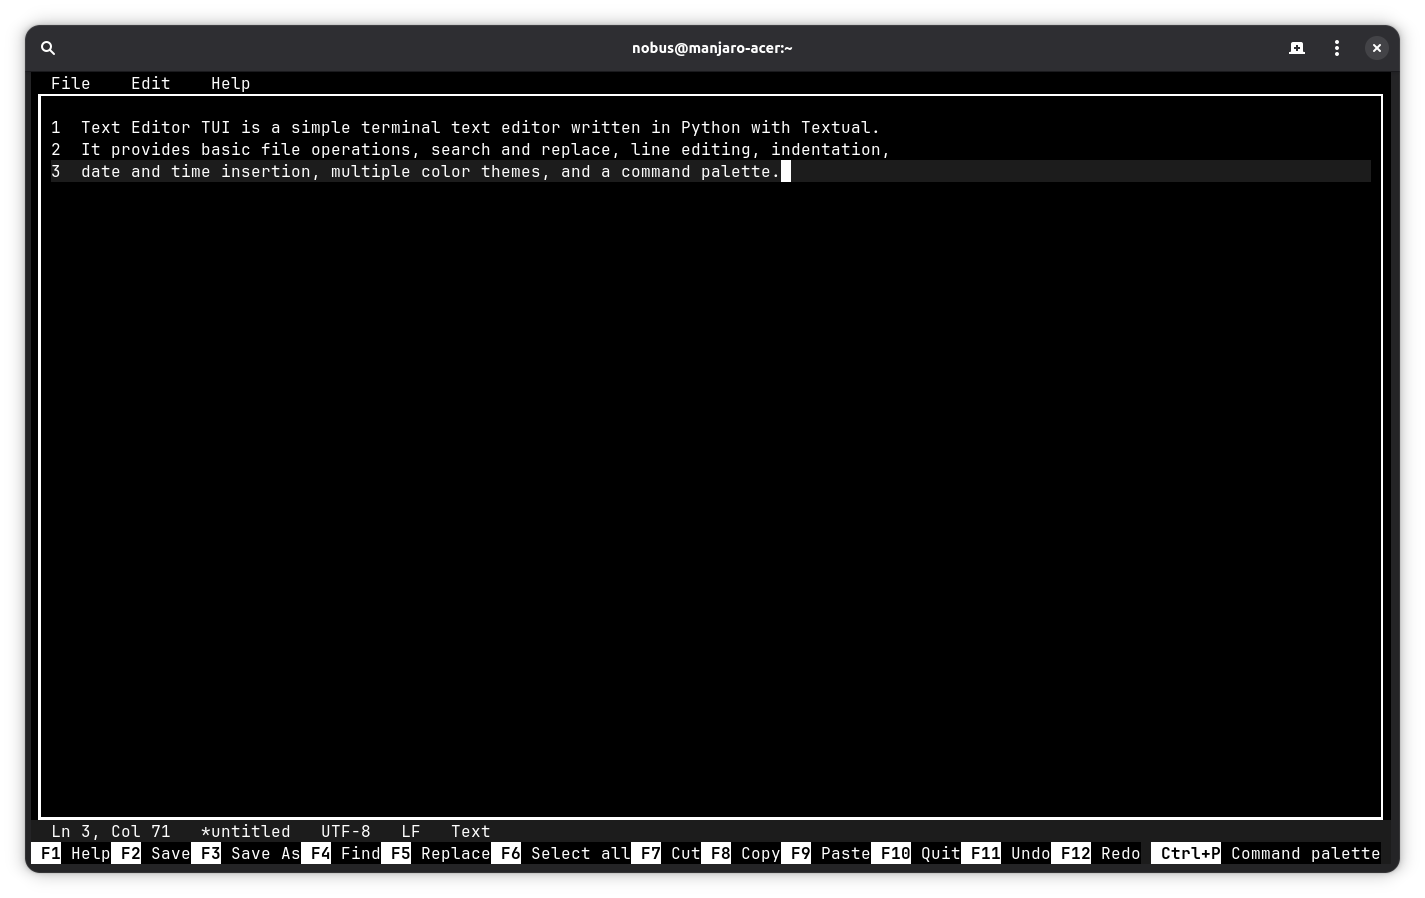 nobus@manjaro-acer:~
File Edit Help
1 Text Editor TUI is a simple terminal text editor written in Python with Textual.
2 It provides basic file operations, search and replace, line editing, indentation,
3 date and time insertion, multiple color themes, and a command palette.
Ln 3, Col 71 *untitled UTF-8 LF Text
F1 Help F2 Save F3 Save As F4 Find F5 Replace F6 Select all F7 Cut F8 Copy F9 Paste F10 Quit F11 Undo F12 Redo Ctrl+P Command palette